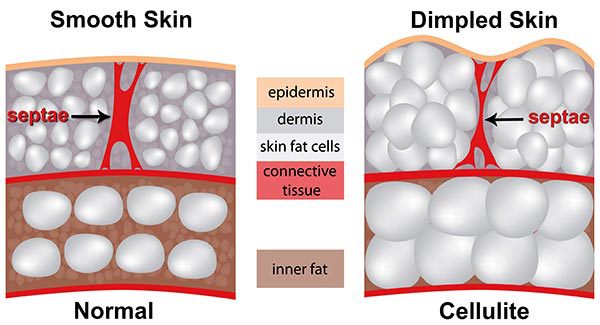 Smooth Skin
Dimpled Skin
septae
epidermis
dermis
skin fat cells
connective
tissue
inner fat
septae
Normal
Cellulite